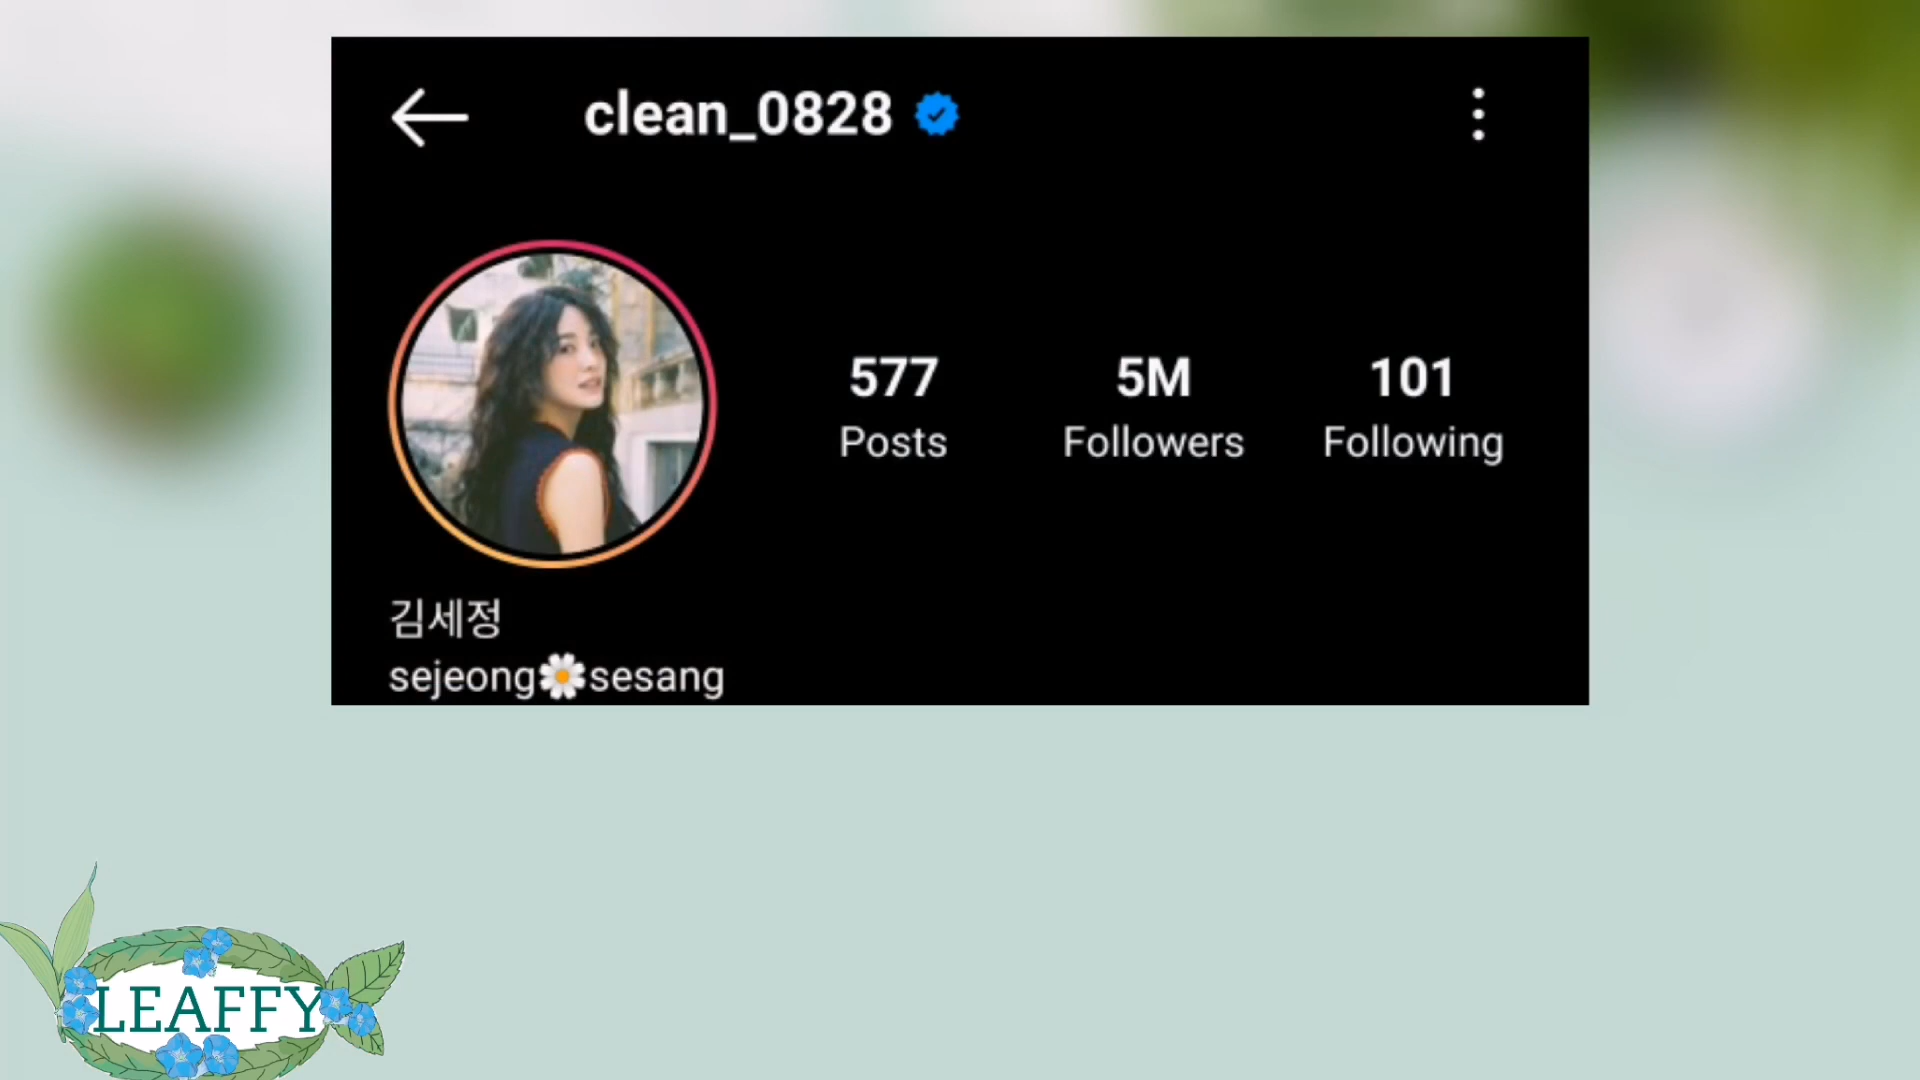 clean_0828
577
Posts
5M
Followers
101
Following
김세정
sejeong🌼sesang
LEAFFY